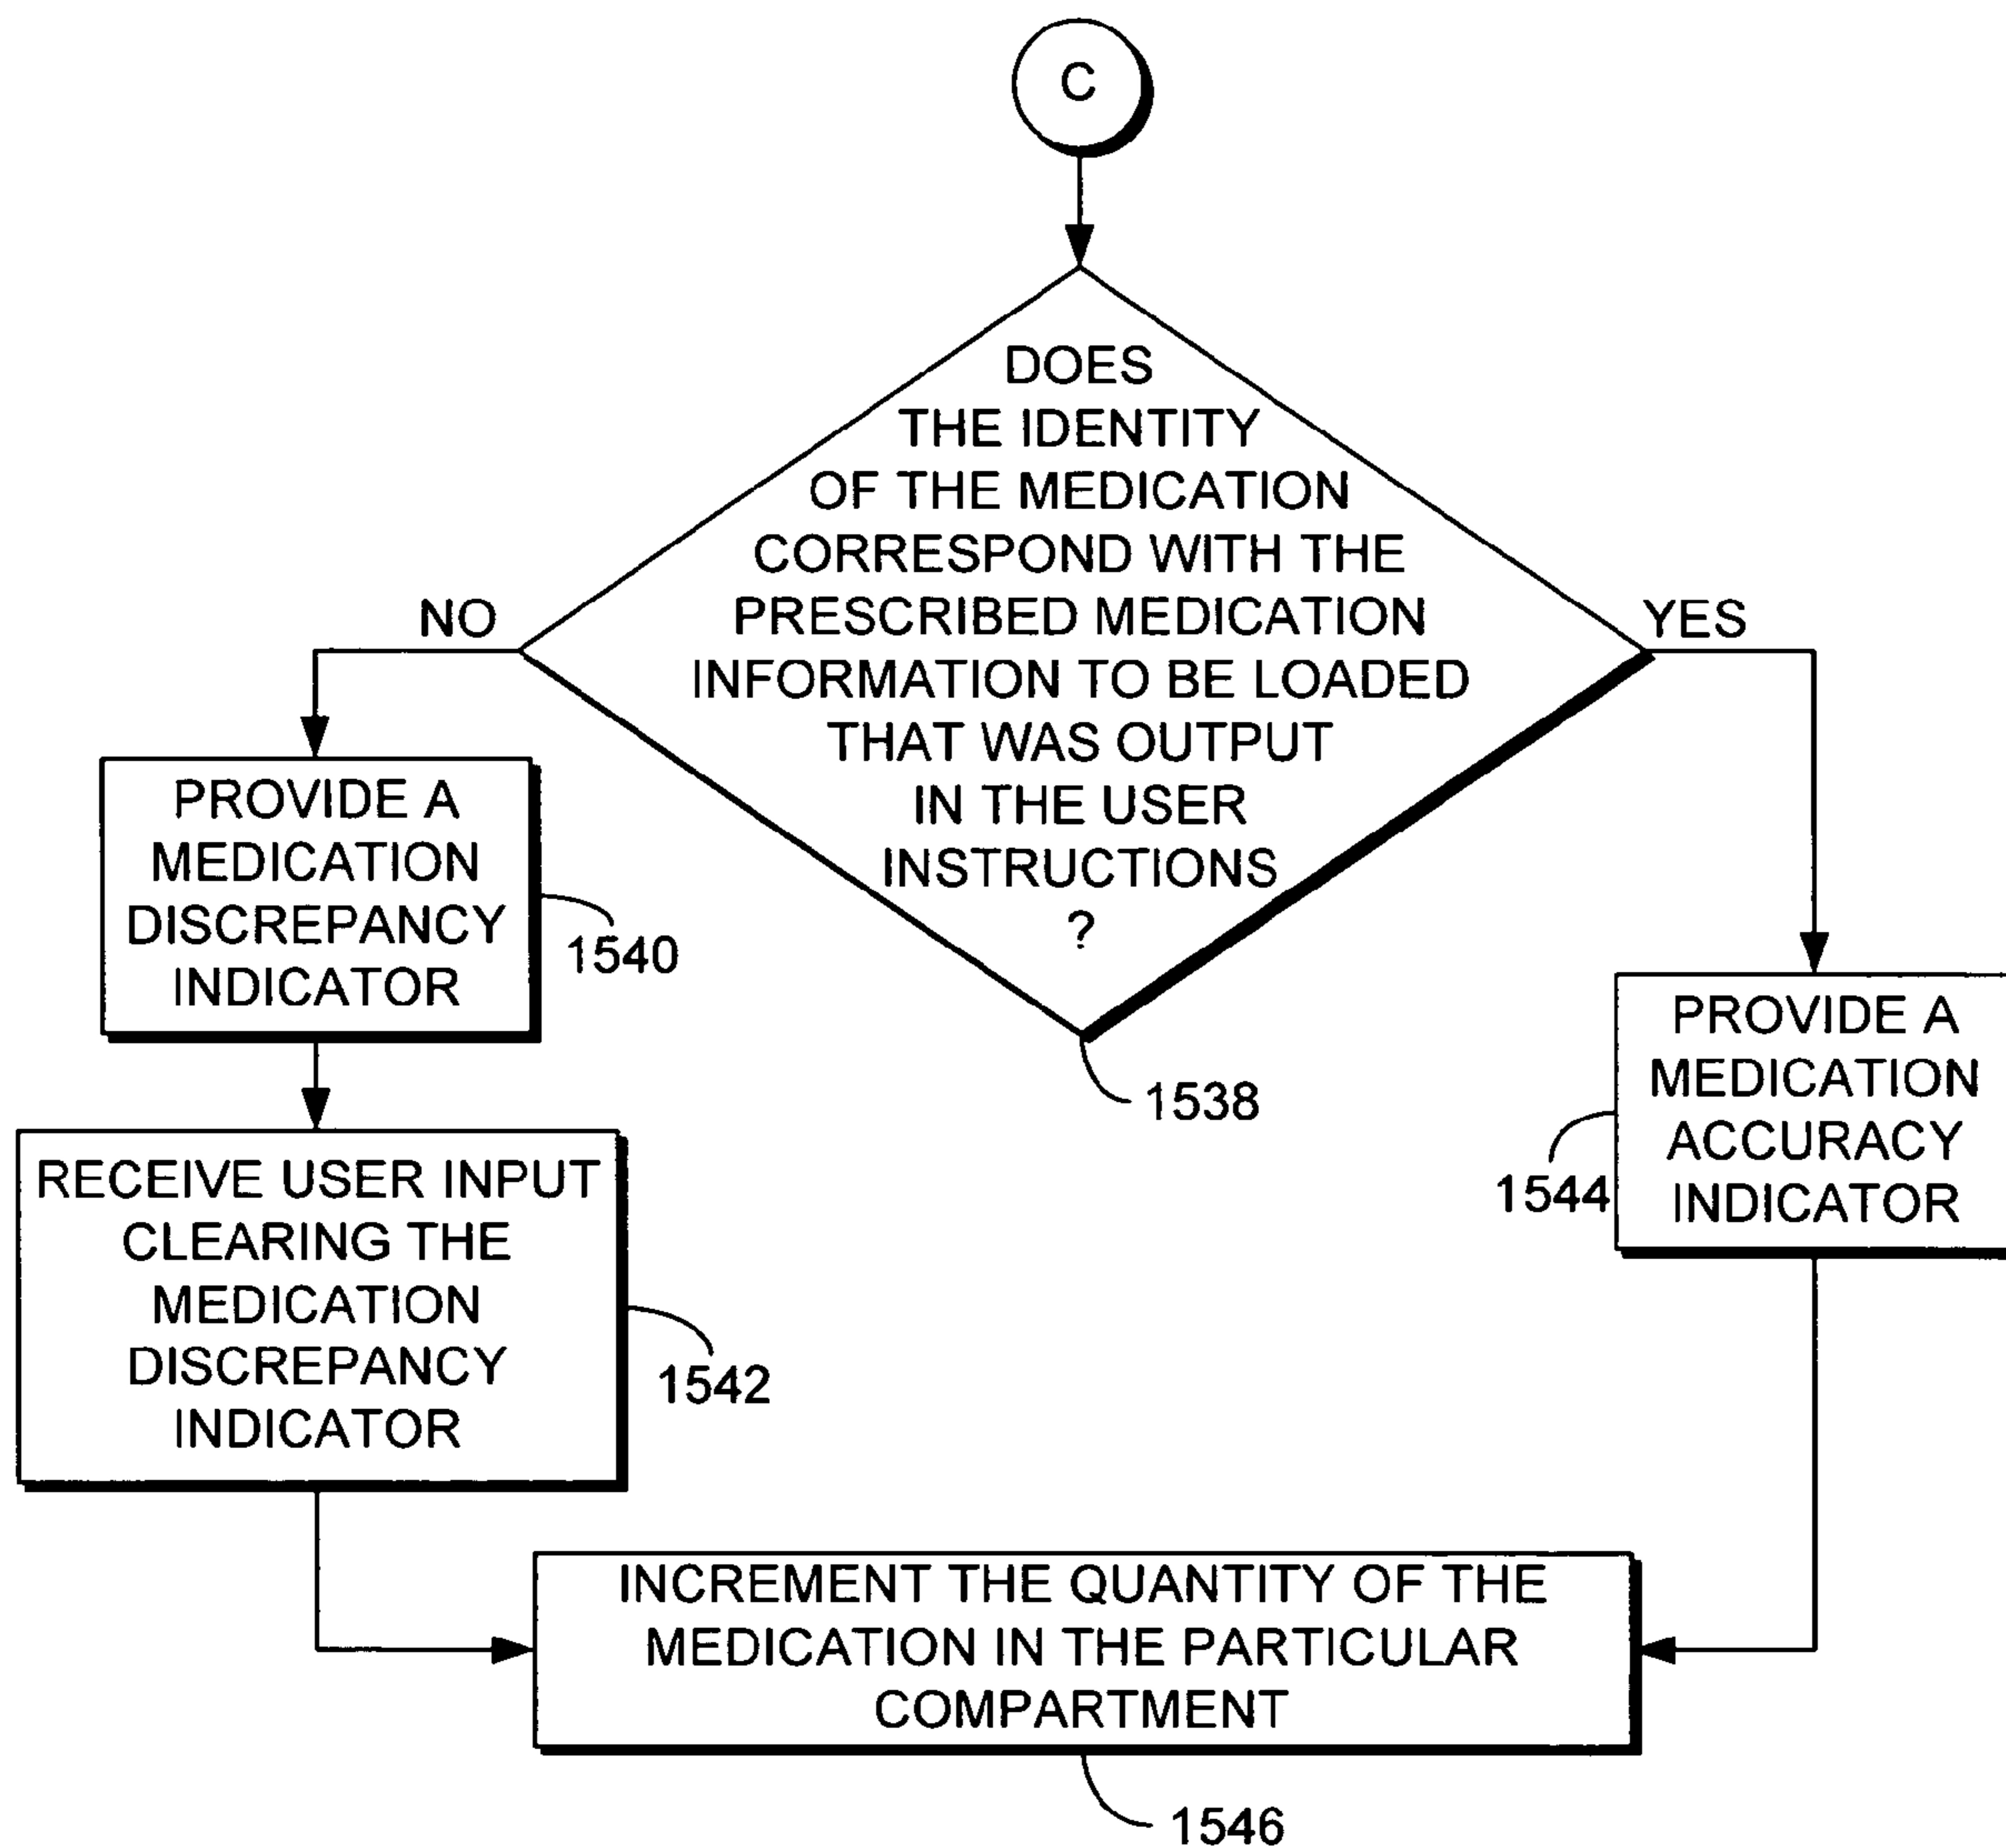 C
DOES
THE IDENTITY
OF THE MEDICATION
CORRESPOND WITH THE
PRESCRIBED MEDICATION
INFORMATION TO BE LOADED
THAT WAS OUTPUT
IN THE USER
INSTRUCTIONS
?
1538
NO
YES
PROVIDE A
MEDICATION
DISCREPANCY
INDICATOR
1540
RECEIVE USER INPUT
CLEARING THE
MEDICATION
DISCREPANCY
INDICATOR
1542
PROVIDE A
MEDICATION
ACCURACY
INDICATOR
1544
INCREMENT THE QUANTITY OF THE
MEDICATION IN THE PARTICULAR
COMPARTMENT
1546